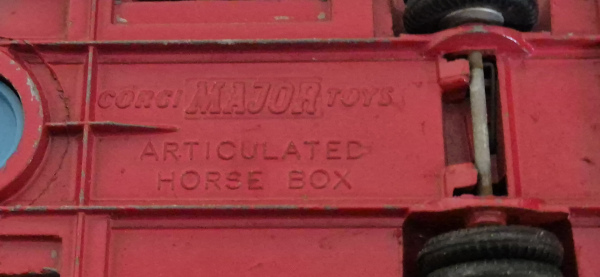 CORGI MAJOR TOYS
ARTICULATED
HORSE BOX